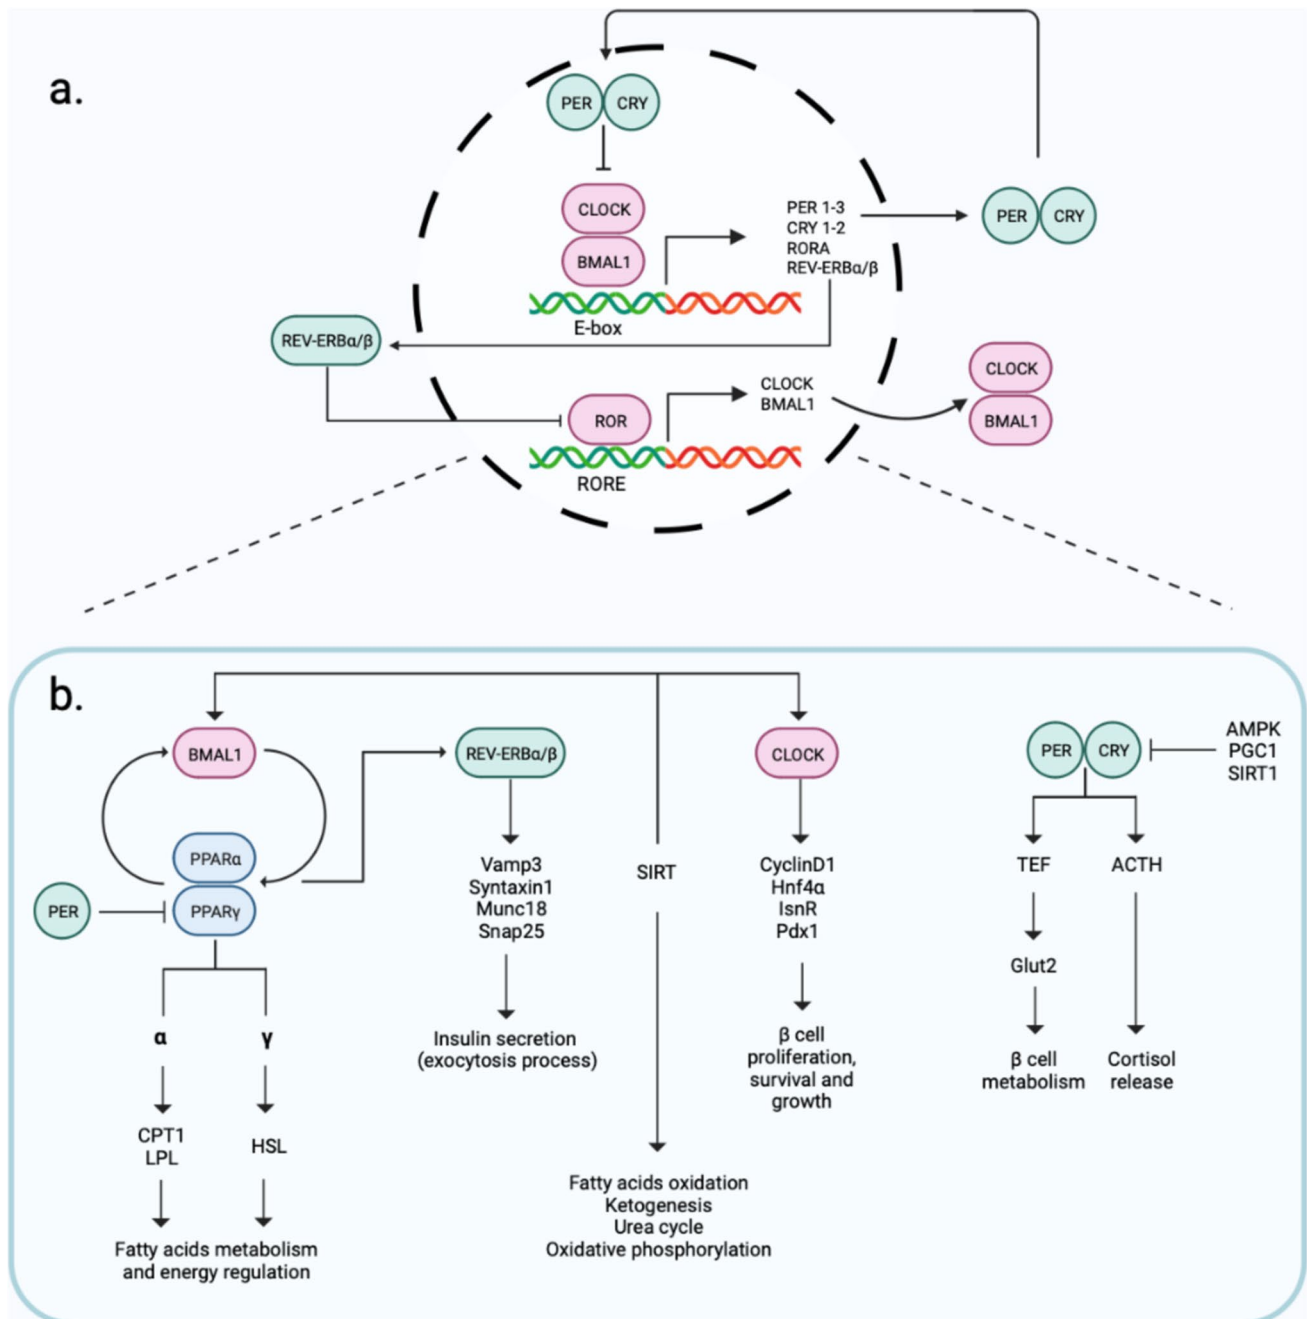 a.
PER
CRY
CLOCK
BMAL1
E-box
PER 1-3
CRY 1-2
RORA
REV-ERBα/β
PER
CRY
REV-ERBα/β
ROR
RORE
CLOCK
BMAL1
CLOCK
BMAL1
b.
BMAL1
PPARα
PPARγ
PER
α
γ
CPT1
LPL
HSL
Fatty acids metabolism
and energy regulation
REV-ERBα/β
Vamp3
Syntaxin1
Munc18
Snap25
Insulin secretion
(exocytosis process)
SIRT
Fatty acids oxidation
Ketogenesis
Urea cycle
Oxidative phosphorylation
CLOCK
CyclinD1
Hnf4α
IsnR
Pdx1
β cell
proliferation,
survival and
growth
PER
CRY
AMPK
PGC1
SIRT1
TEF
Glut2
β cell
metabolism
ACTH
Cortisol
release